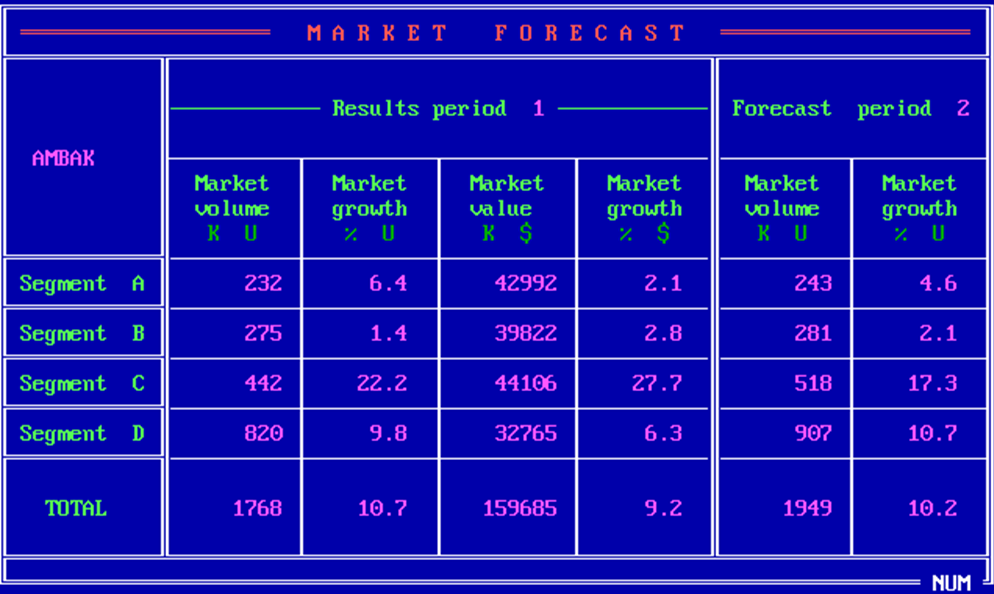 MARKET FORECAST
AMBAK
Results period 1
Forecast period 2
Market volume K U
Market growth % U
Market value K $
Market growth % $
Market volume K U
Market growth % U
Segment A 232 6.4 42992 2.1 243 4.6
Segment B 275 1.4 39822 2.8 281 2.1
Segment C 442 22.2 44106 27.7 518 17.3
Segment D 820 9.8 32765 6.3 907 10.7
TOTAL 1768 10.7 159685 9.2 1949 10.2
NUM